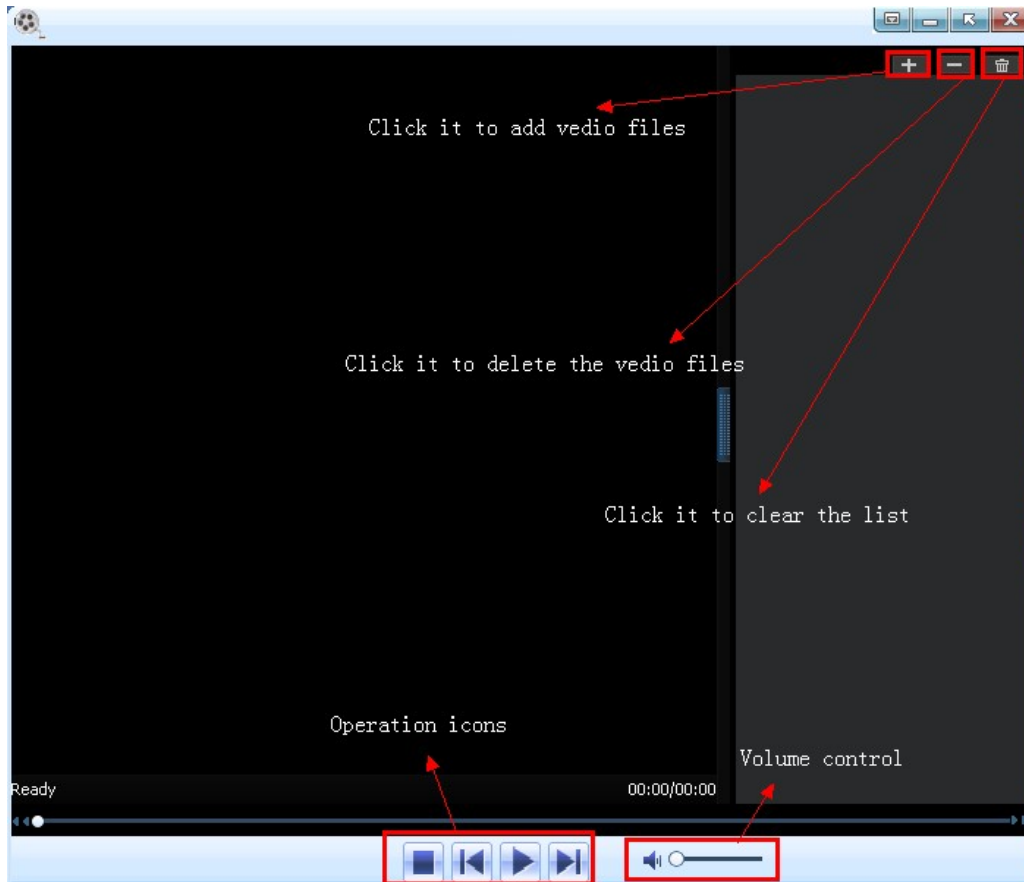 Click it to add vedio files
Click it to delete the vedio files
Click it to clear the list
Operation icons
Volume control
Ready
00:00/00:00